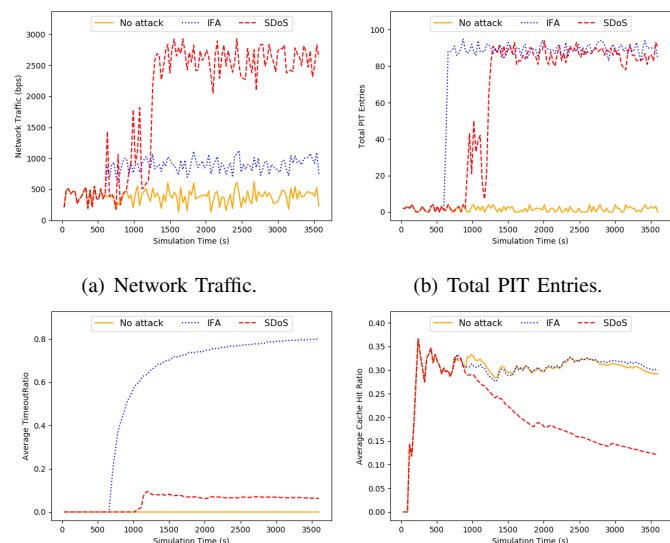 No attack IFA SDoS
Network Traffic (bps)
3000
2500
2000
1500
1000
500
0
0 500 1000 1500 2000 2500 3000 3500
Simulation Time (s)
(a) Network Traffic.
No attack IFA SDoS
Total PIT Entries
100
80
60
40
20
0
0 500 1000 1500 2000 2500 3000 3500
Simulation Time (s)
(b) Total PIT Entries.
No attack IFA SDoS
Average TimeoutRatio
0.8
0.6
0.4
0.2
0.0
0 500 1000 1500 2000 2500 3000 3500
Simulation Time (s)
No attack IFA SDoS
Average Cache Hit Ratio
0.40
0.35
0.30
0.25
0.20
0.15
0.10
0.05
0.00
0 500 1000 1500 2000 2500 3000 3500
Simulation Time (s)